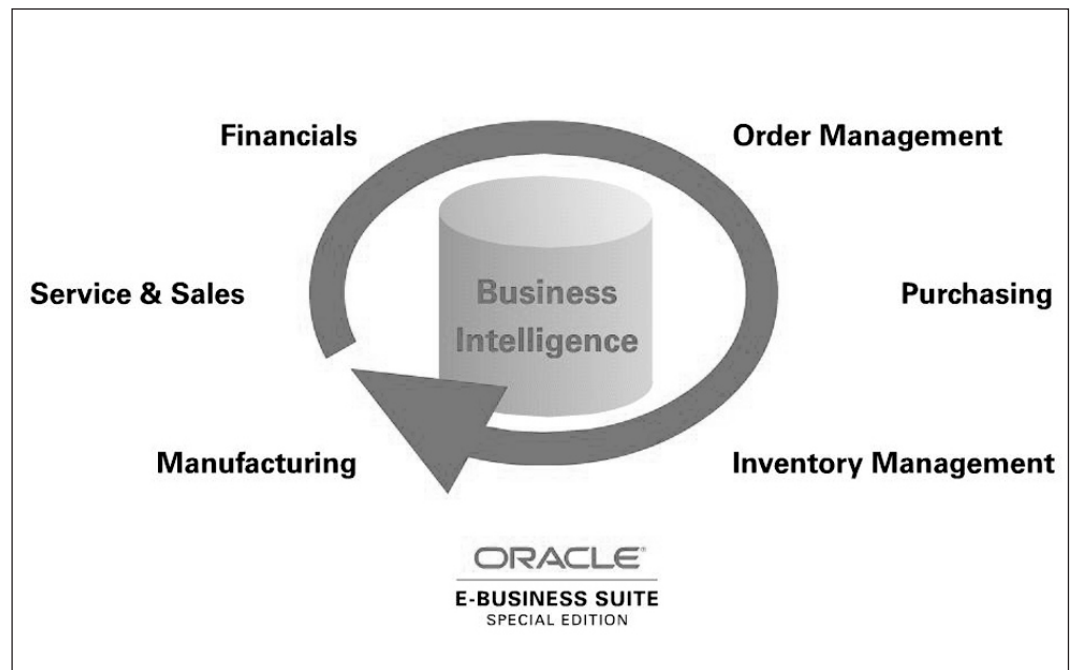 Financials
Order Management
Business
Intelligence
Service & Sales
Purchasing
Manufacturing
Inventory Management
ORACLE®
E-BUSINESS SUITE
SPECIAL EDITION